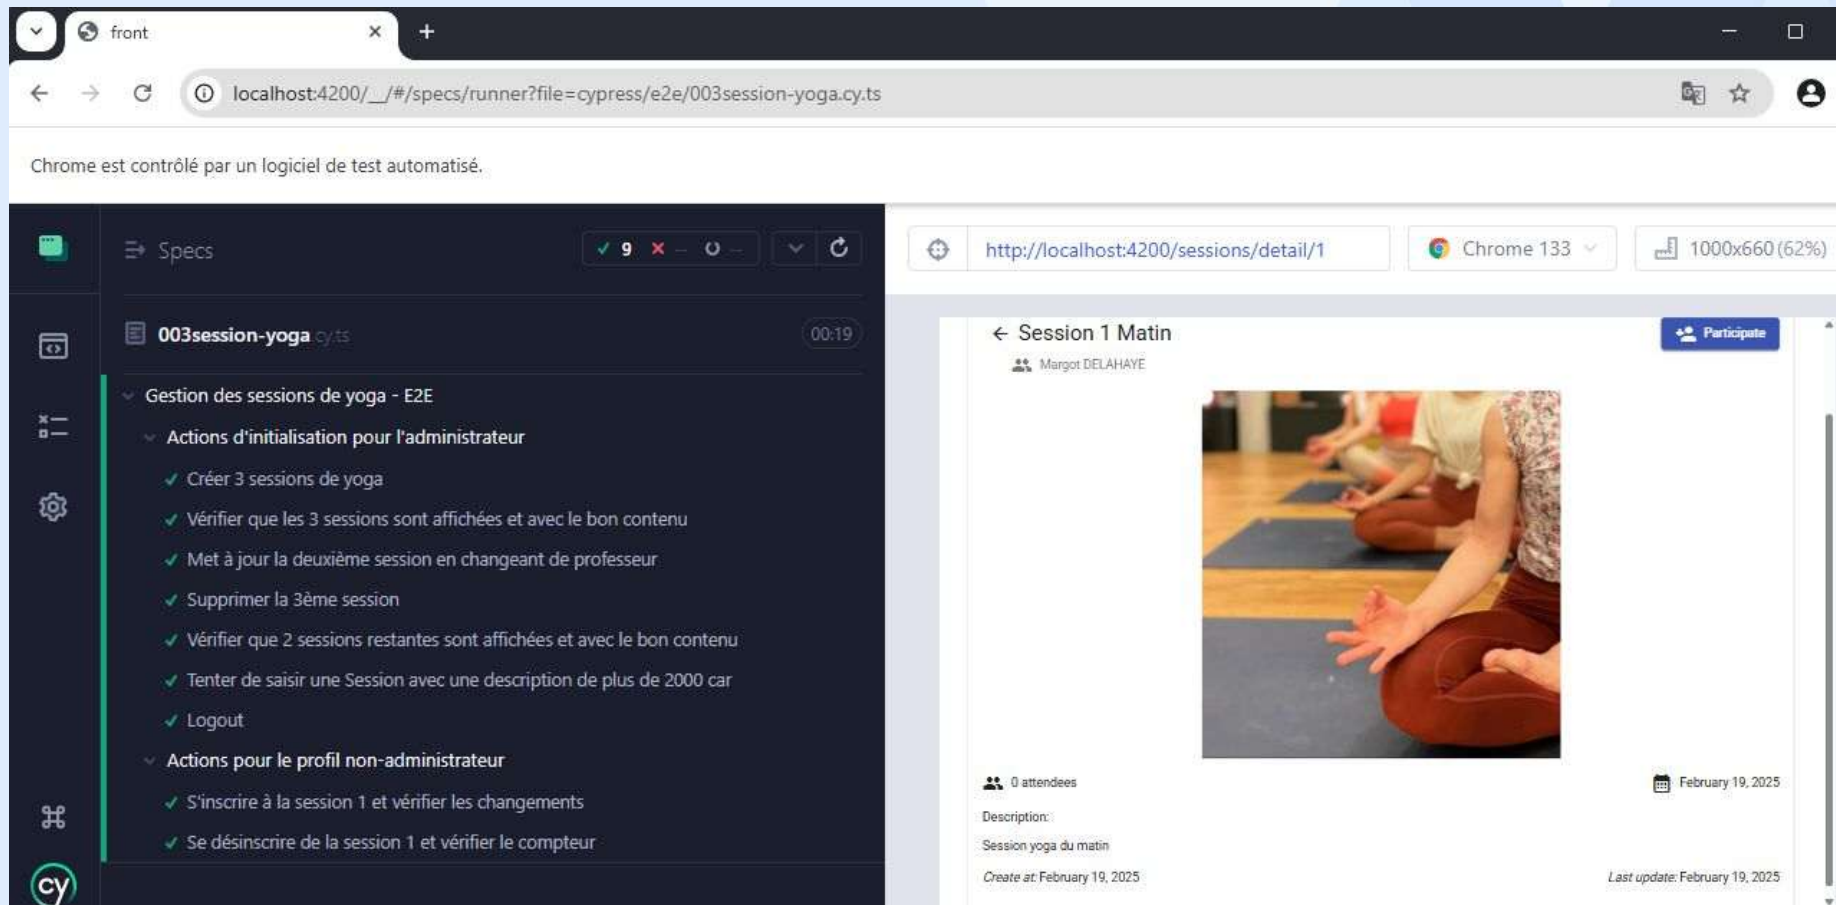 front
localhost:4200/__/#/specs/runner?file=cypress/e2e/003session-yoga.cy.ts
Chrome est contrôlé par un logiciel de test automatisé.
Specs
9 -- --
003session-yoga cy.ts
00:19
Gestion des sessions de yoga - E2E
Actions d'initialisation pour l'administrateur
Créer 3 sessions de yoga
Vérifier que les 3 sessions sont affichées et avec le bon contenu
Met à jour la deuxième session en changeant de professeur
Supprimer la 3ème session
Vérifier que 2 sessions restantes sont affichées et avec le bon contenu
Tenter de saisir une Session avec une description de plus de 2000 car
Logout
Actions pour le profil non-administrateur
S'inscrire à la session 1 et vérifier les changements
Se désinscrire de la session 1 et vérifier le compteur
cy
http://localhost:4200/sessions/detail/1
Chrome 133
1000x660 (62%)
Session 1 Matin
Participate
Margot DELAHAYE
0 attendees
February 19, 2025
Description:
Session yoga du matin
Create at: February 19, 2025
Last update: February 19, 2025